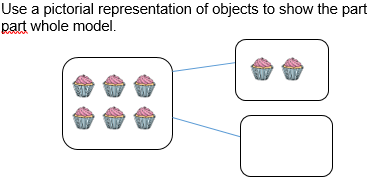 Use a pictorial representation of objects to show the part
part whole model.